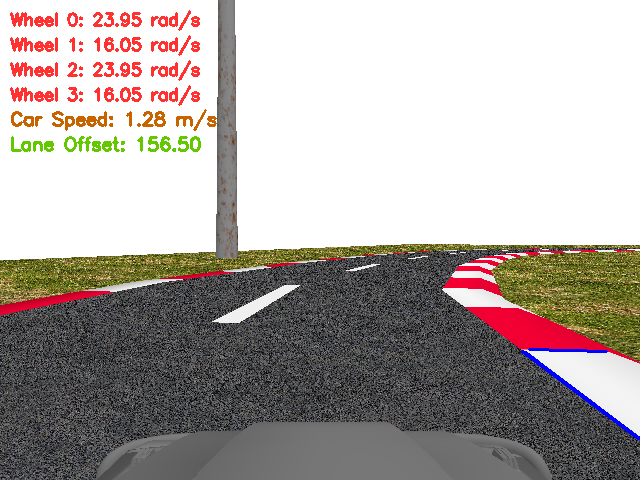 Wheel 0: 23.95 rad/s
Wheel 1: 16.05 rad/s
Wheel 2: 23.95 rad/s
Wheel 3: 16.05 rad/s
Car Speed: 1.28 m/s
Lane Offset: 156.50